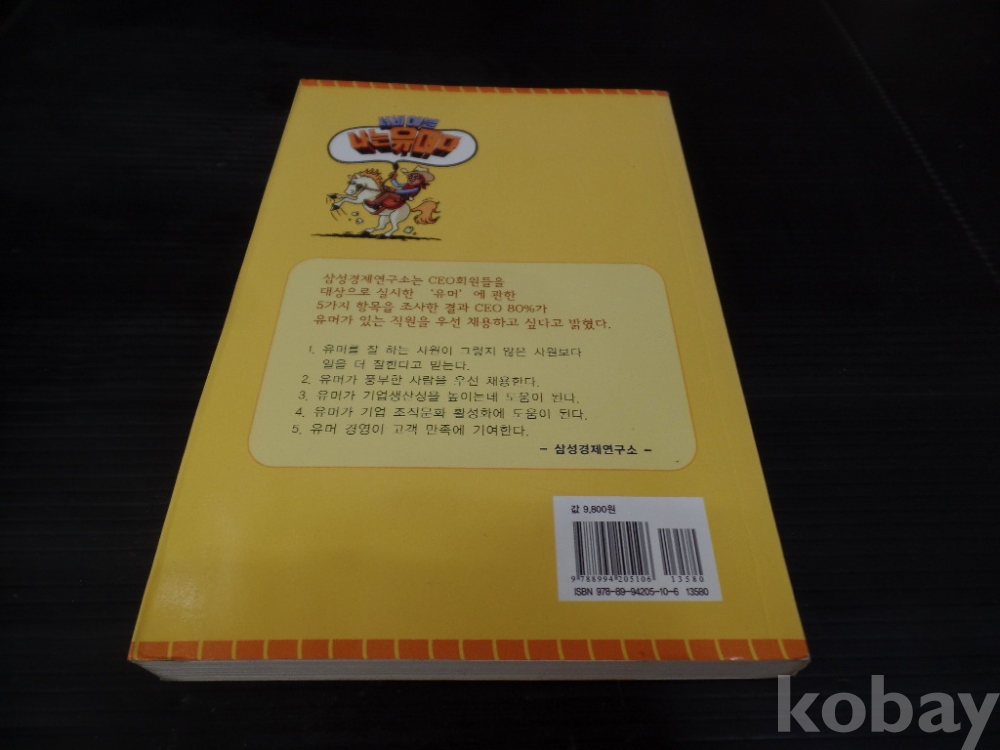 나는유머
삼성경제연구소는 CEO회원들을
대상으로 실시한 '유머' 에 관한
5가지 항목을 조사한 결과 CEO 80%가
유머가 있는 직원을 우선 채용하고 싶다고 밝혔다.
1. 유머를 잘 하는 사원이 그렇지 않은 사원보다
일을 더 잘한다고 믿는다.
2. 유머가 풍부한 사람을 우선 채용한다.
3. 유머가 기업생산성을 높이는데 도움이 된다.
4. 유머가 기업 조직문화 활성화에 도움이 된다.
5. 유머 경영이 고객 만족에 기여한다.
- 삼성경제연구소 -
값 9,800원
9 788994 205106
13580
ISBN 978-89-94205-10-6 13580
kobay